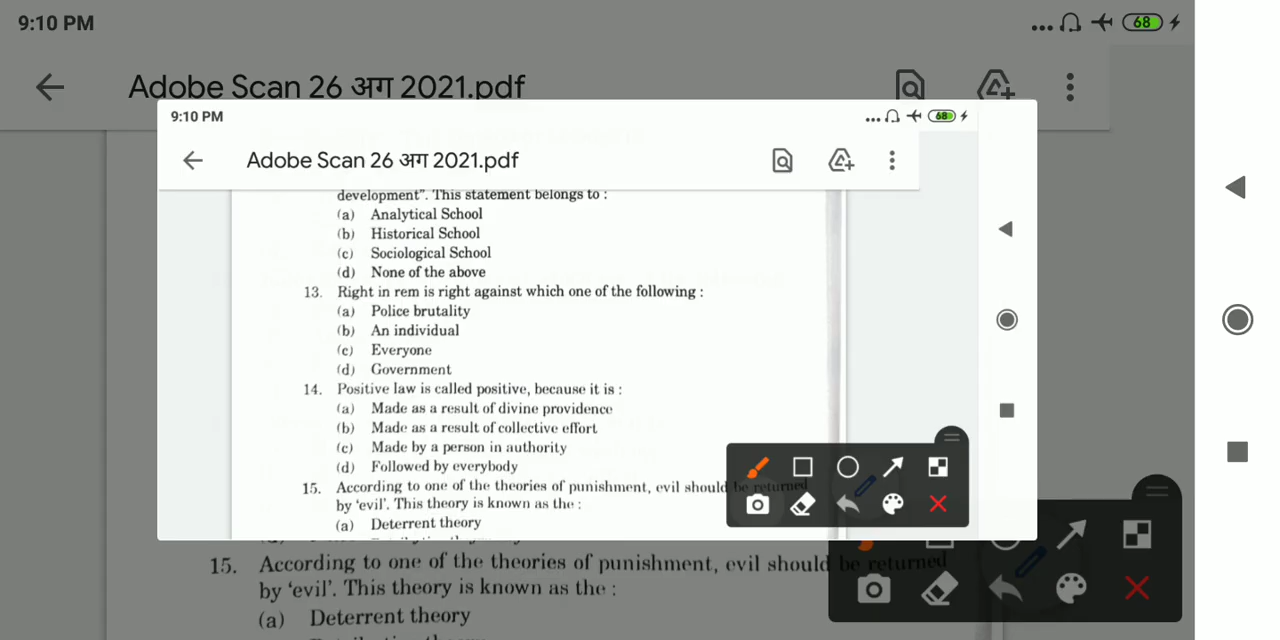 9:10 PM
68
Adobe Scan 26 अग 2021.pdf
9:10 PM
68
Adobe Scan 26 अग 2021.pdf
development". This statement belongs to :
(a) Analytical School
(b) Historical School
(c) Sociological School
(d) None of the above
13. Right in rem is right against which one of the following :
(a) Police brutality
(b) An individual
(c) Everyone
(d) Government
14. Positive law is called positive, because it is :
(a) Made as a result of divine providence
(b) Made as a result of collective effort
(c) Made by a person in authority
(d) Followed by everybody
15. According to one of the theories of punishment, evil should be returned
by 'evil'. This theory is known as the :
(a) Deterrent theory
15. According to one of the theories of punishment, evil should be returned
by 'evil'. This theory is known as the :
(a) Deterrent theory